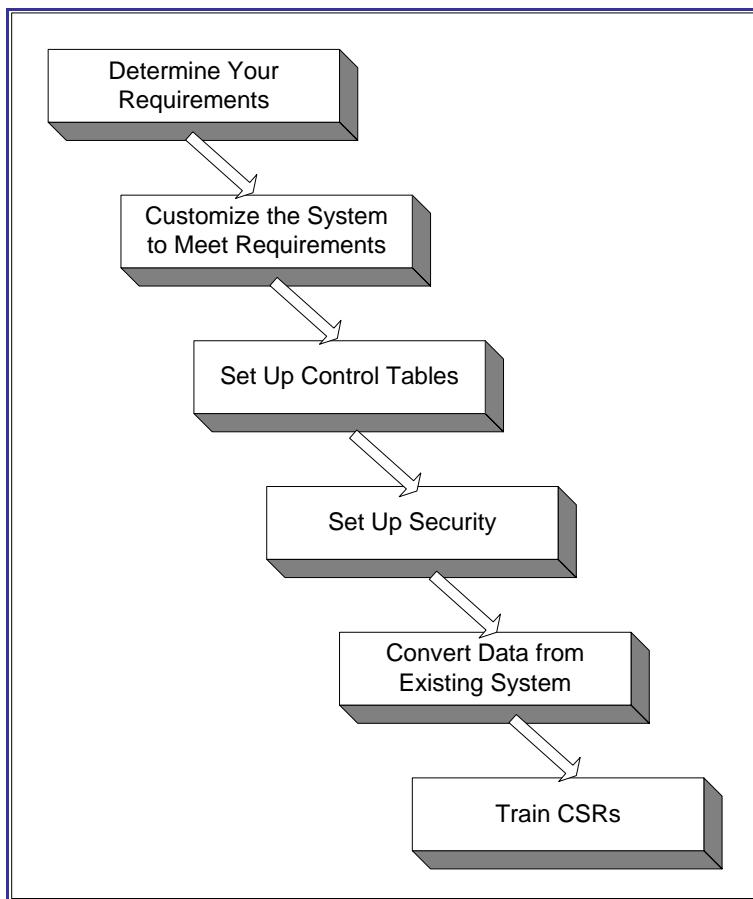 Determine Your
Requirements
Customize the System
to Meet Requirements
Set Up Control Tables
Set Up Security
Convert Data from
Existing System
Train CSRs